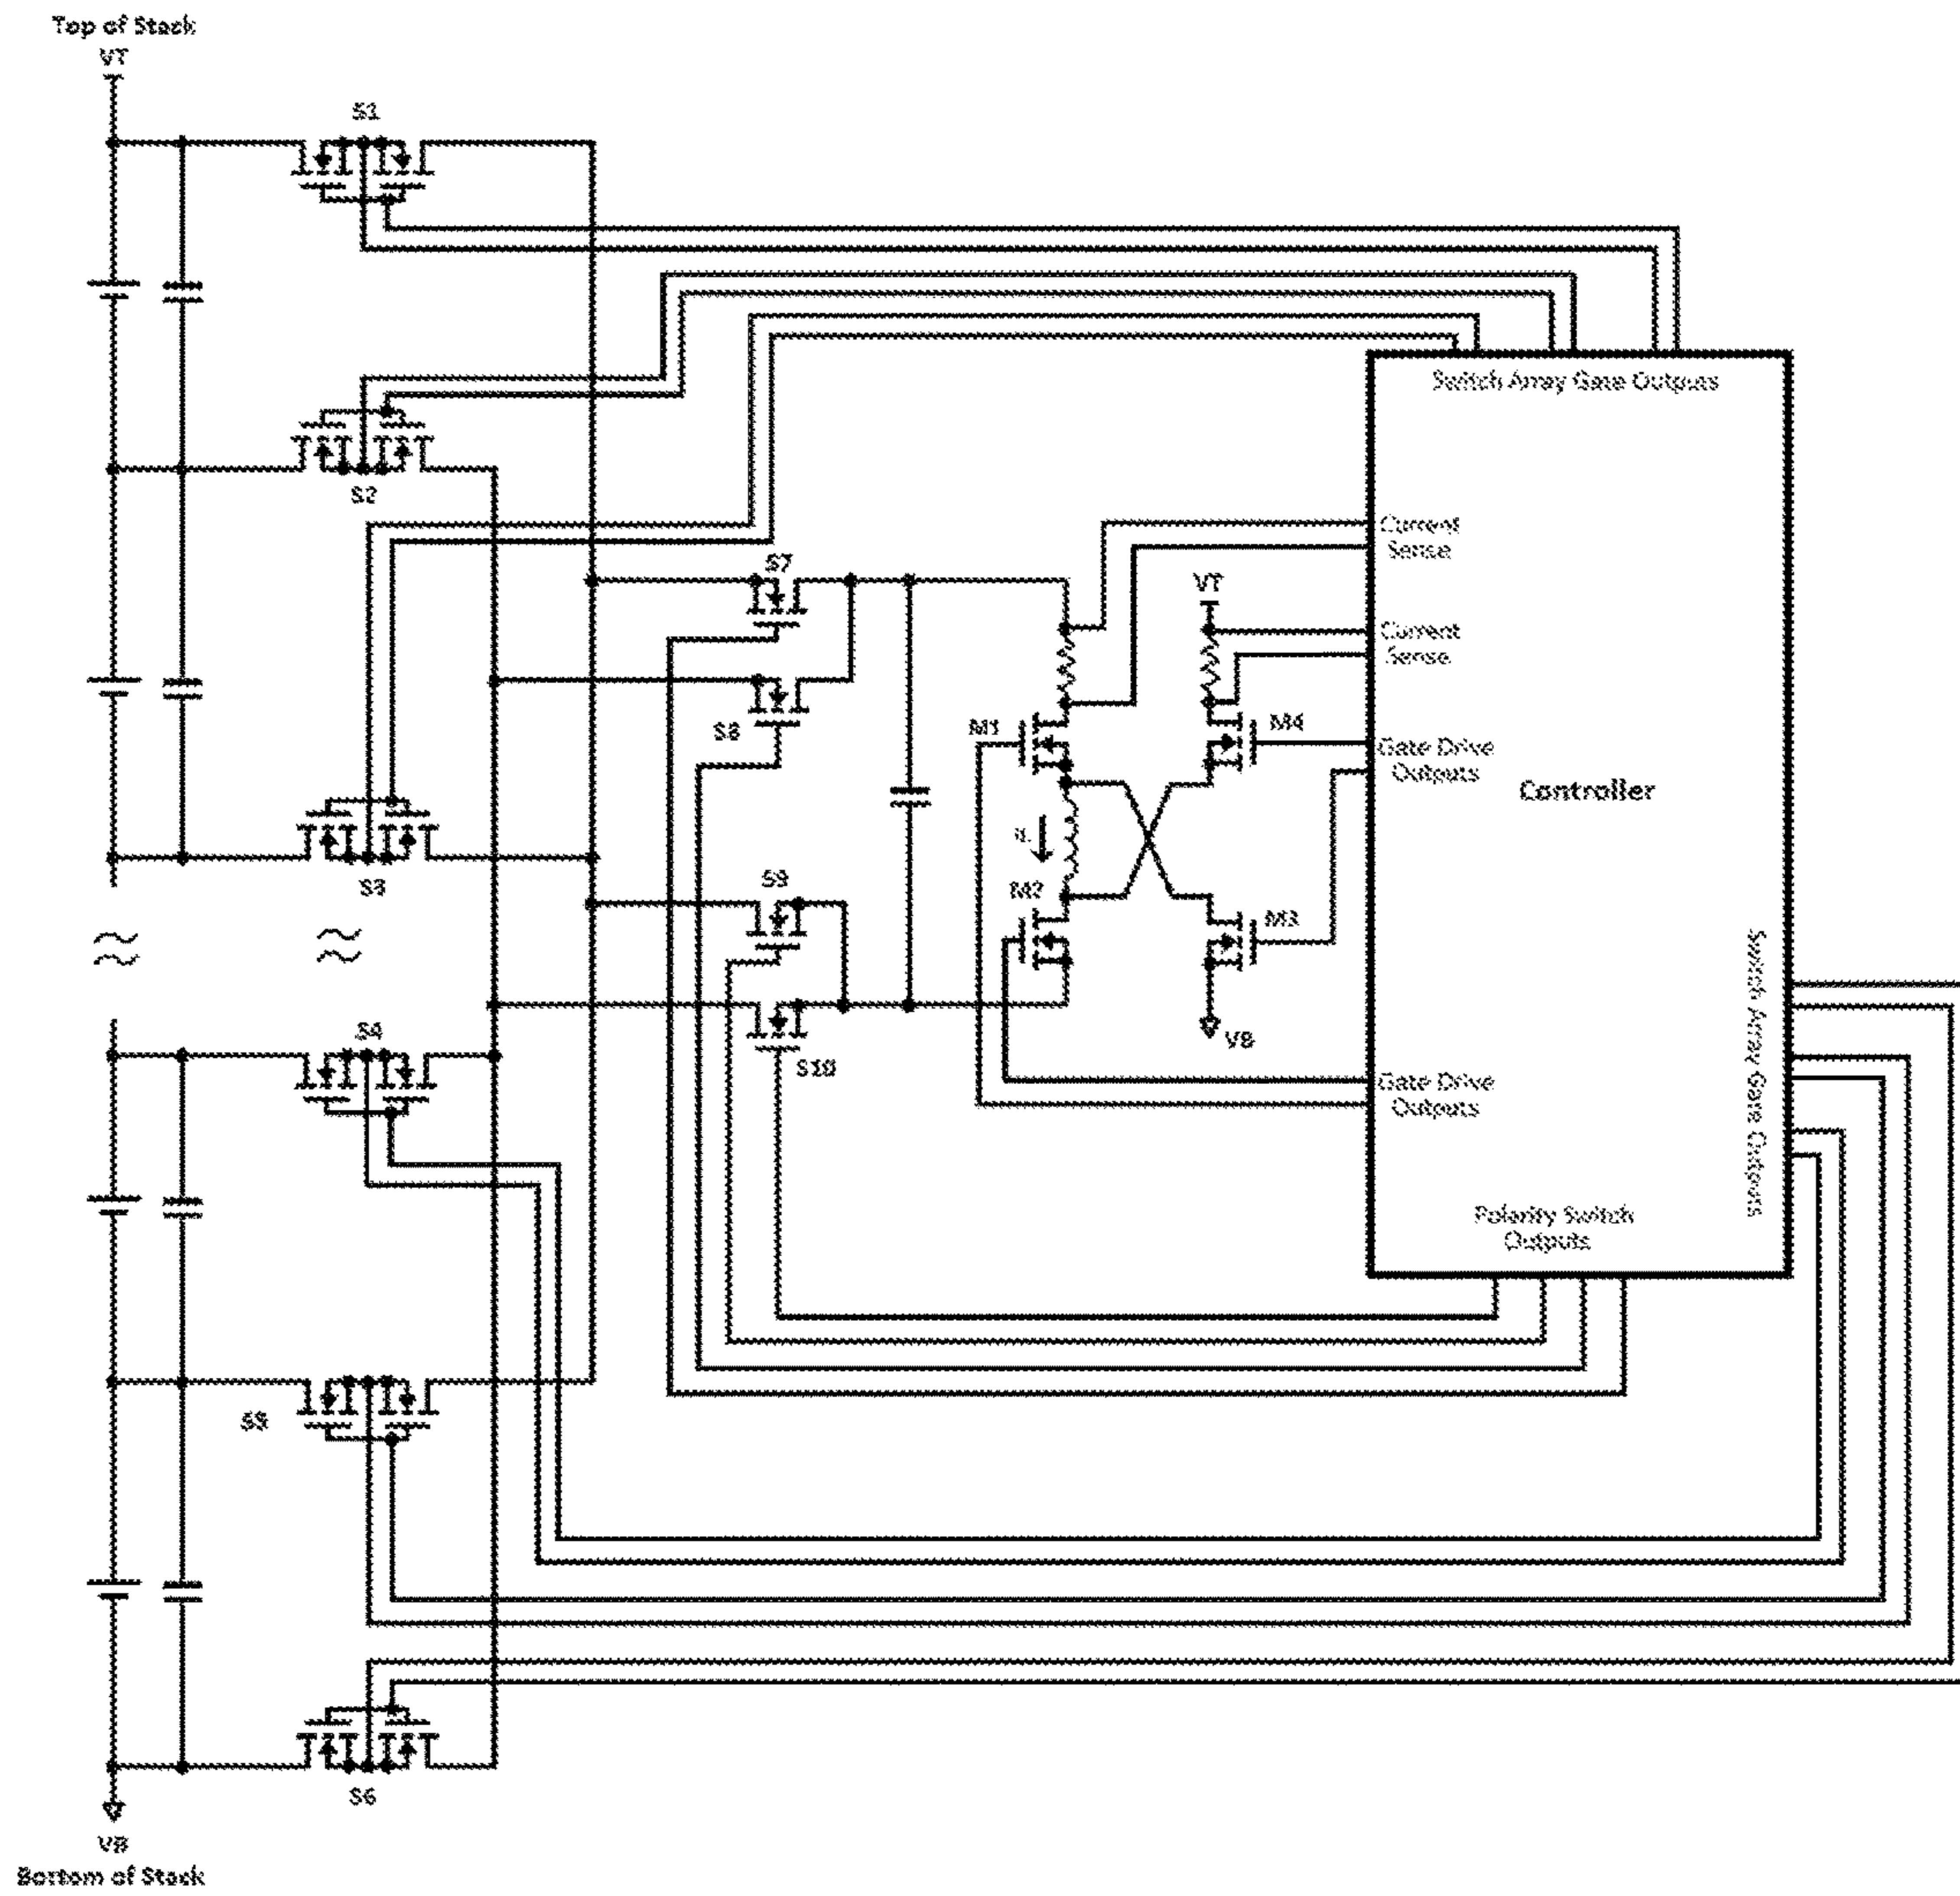 Top of Stack
VT
S1
Switch Array Gate Outputs
S2
Current
Sense
S7
VT
Current
Sense
S8
M1
M4
Gate Drive
Outputs
Controller
S3
S9
M2
M3
Switch Array Gate Outputs
S4
VB
S10
Gate Drive
Outputs
Polarity Switch
Outputs
S5
S6
VB
Bottom of Stack